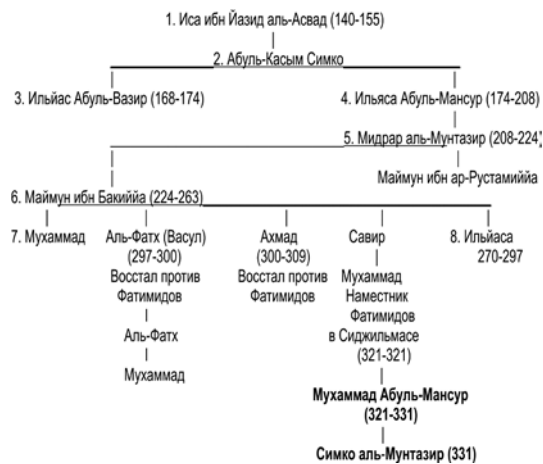 1. Иса ибн Йазид аль-Асвад (140-155)
2. Абуль-Касым Симко
3. Ильйас Абуль-Вазир (168-174)
4. Ильяса Абуль-Мансур (174-208)
5. Мидрар аль-Мунтазир (208-224)
Маймун ибн ар-Рустамиййа
6. Маймун ибн Бакиййа (224-263)
7. Мухаммад
Аль-Фатх (Васул)
(297-300)
Восстал против
Фатимидов
Аль-Фатх
Мухаммад
Ахмад
(300-309)
Восстал против
Фатимидов
Савир
Мухаммад
Наместник
Фатимидов
в Сиджильмасе
(321-321)
Мухаммад Абуль-Мансур
(321-331)
Симко аль-Мунтазир (331)
8. Ильйаса
270-297